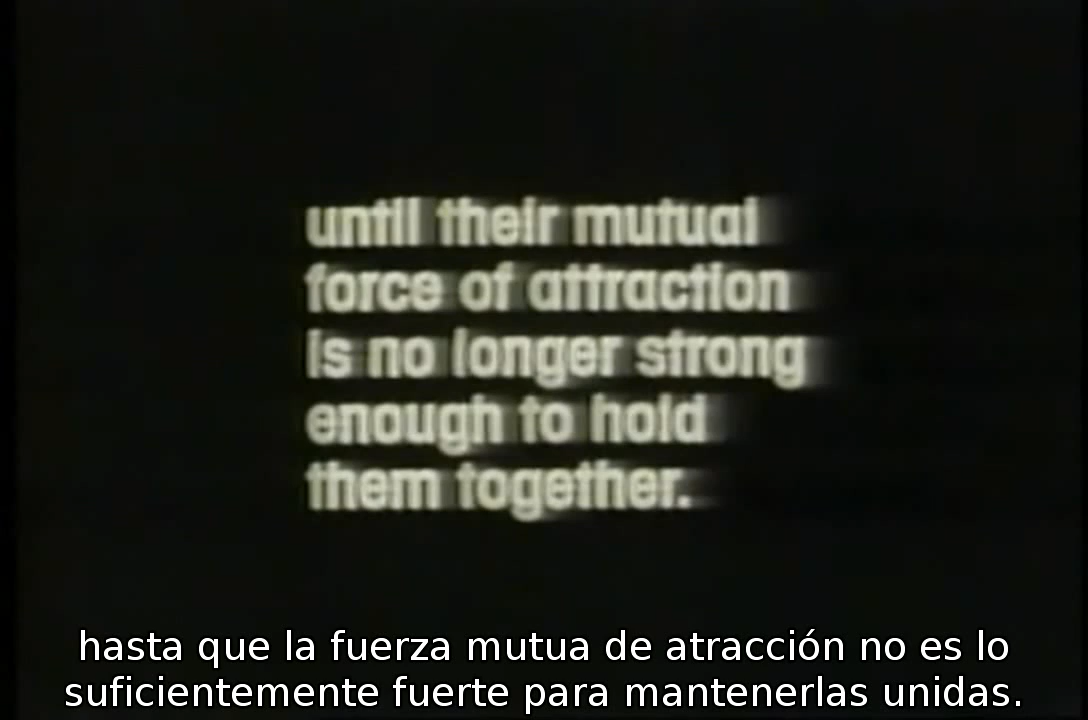 until their mutual
force of attraction
is no longer strong
enough to hold
them together.
hasta que la fuerza mutua de atracción no es lo
suficientemente fuerte para mantenerlas unidas.